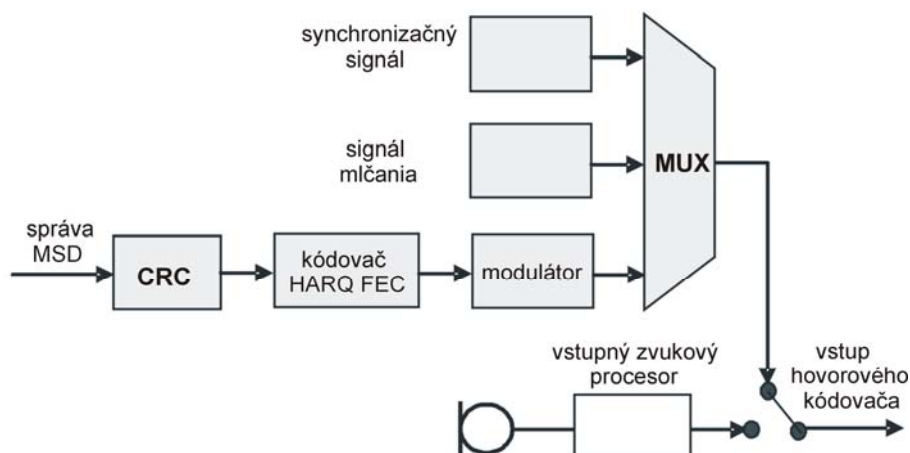 synchronizačný
signál
signál
mlčania
MUX
správa
MSD
CRC
kódovač
HARQ FEC
modulátor
vstupný zvukový
procesor
vstup
hovorového
kódovača